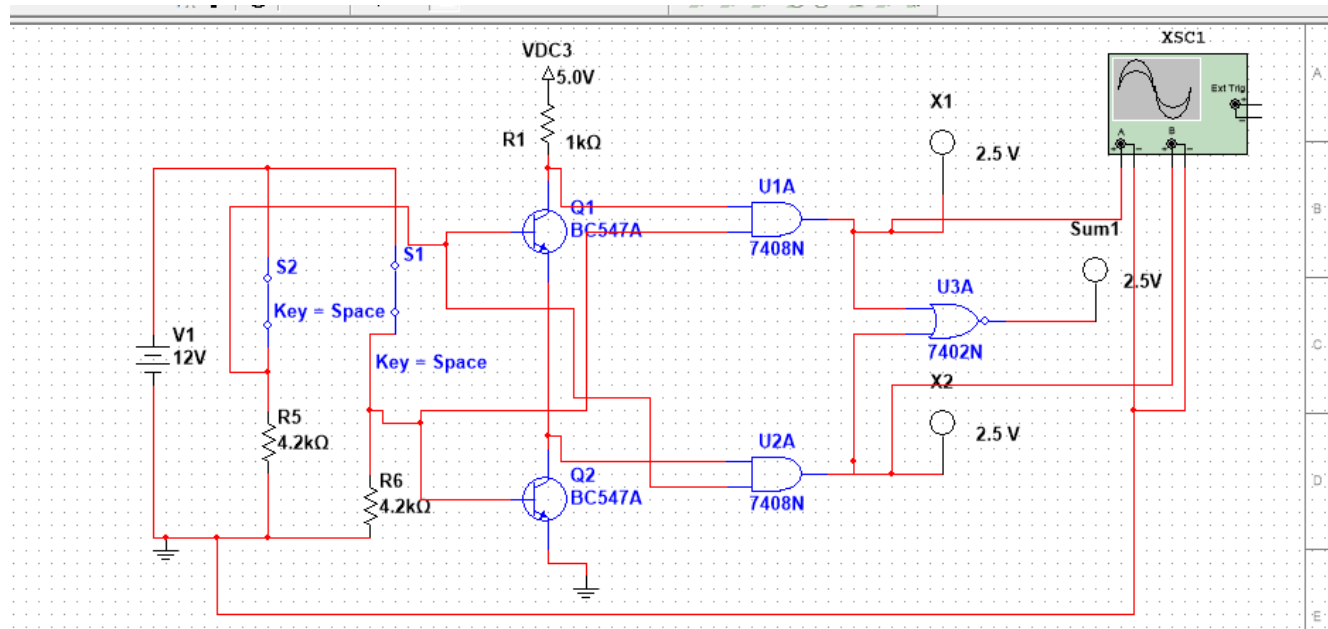 XSC1
VDC3
5.0V
Ext Trig
X1
R1
1kΩ
2.5 V
A
B
U1A
Q1
BC547A
7408N
Sum1
S1
S2
2.5V
U3A
Key = Space
V1
12V
7402N
Key = Space
X2
R5
4.2kΩ
2.5 V
U2A
R6
4.2kΩ
Q2
BC547A
7408N
A
B
C
D
E